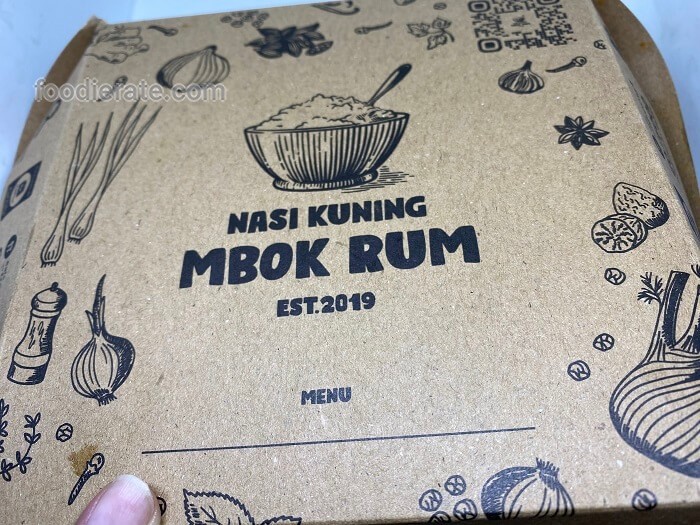 foodierate.com
NASI KUNING
MBOK RUM
EST.2019
MENU